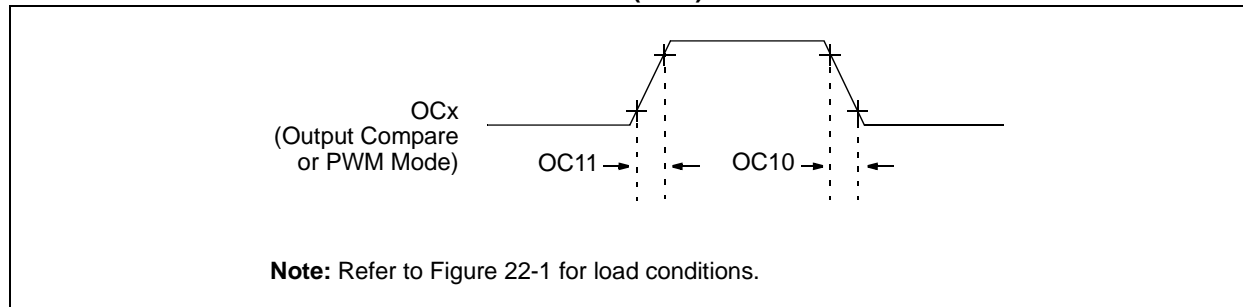 OCx
(Output Compare
or PWM Mode)
OC11
OC10
Note: Refer to Figure 22-1 for load conditions.